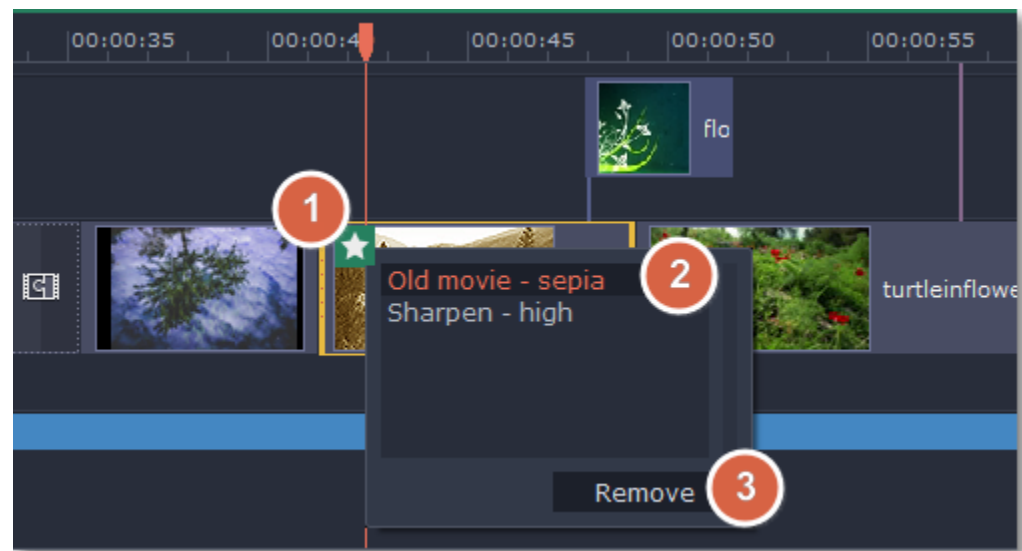 00:00:35 00:00:4 00:00:45 00:00:50 00:00:55
flo
1
turtleinflowe
Old movie - sepia 2
Sharpen - high
Remove 3